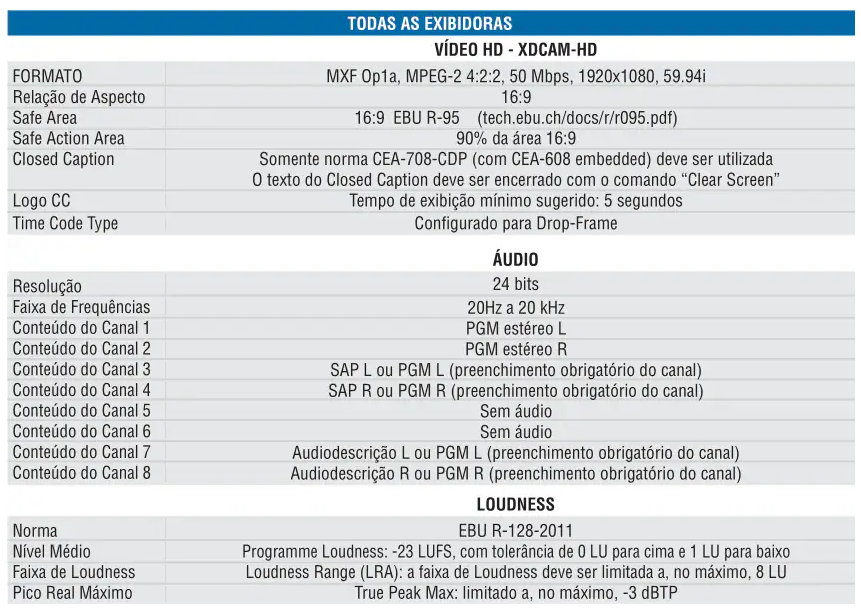 TODAS AS EXIBIDORAS
VÍDEO HD - XDCAM-HD
FORMATO MXF Op1a, MPEG-2 4:2:2, 50 Mbps, 1920x1080, 59.94i
Relação de Aspecto 16:9
Safe Area 16:9 EBU R-95 (tech.ebu.ch/docs/r/r095.pdf)
Safe Action Area 90% da área 16:9
Closed Caption Somente norma CEA-708-CDP (com CEA-608 embedded) deve ser utilizada
O texto do Closed Caption deve ser encerrado com o comando “Clear Screen”
Logo CC Tempo de exibição mínimo sugerido: 5 segundos
Time Code Type Configurado para Drop-Frame
ÁUDIO
Resolução 24 bits
Faixa de Frequências 20Hz a 20 kHz
Conteúdo do Canal 1 PGM estéreo L
Conteúdo do Canal 2 PGM estéreo R
Conteúdo do Canal 3 SAP L ou PGM L (preenchimento obrigatório do canal)
Conteúdo do Canal 4 SAP R ou PGM R (preenchimento obrigatório do canal)
Conteúdo do Canal 5 Sem áudio
Conteúdo do Canal 6 Sem áudio
Conteúdo do Canal 7 Audiodescrição L ou PGM L (preenchimento obrigatório do canal)
Conteúdo do Canal 8 Audiodescrição R ou PGM R (preenchimento obrigatório do canal)
LOUDNESS
Norma EBU R-128-2011
Nível Médio Programme Loudness: -23 LUFS, com tolerância de 0 LU para cima e 1 LU para baixo
Faixa de Loudness Loudness Range (LRA): a faixa de Loudness deve ser limitada a, no máximo, 8 LU
Pico Real Máximo True Peak Max: limitado a, no máximo, -3 dBTP